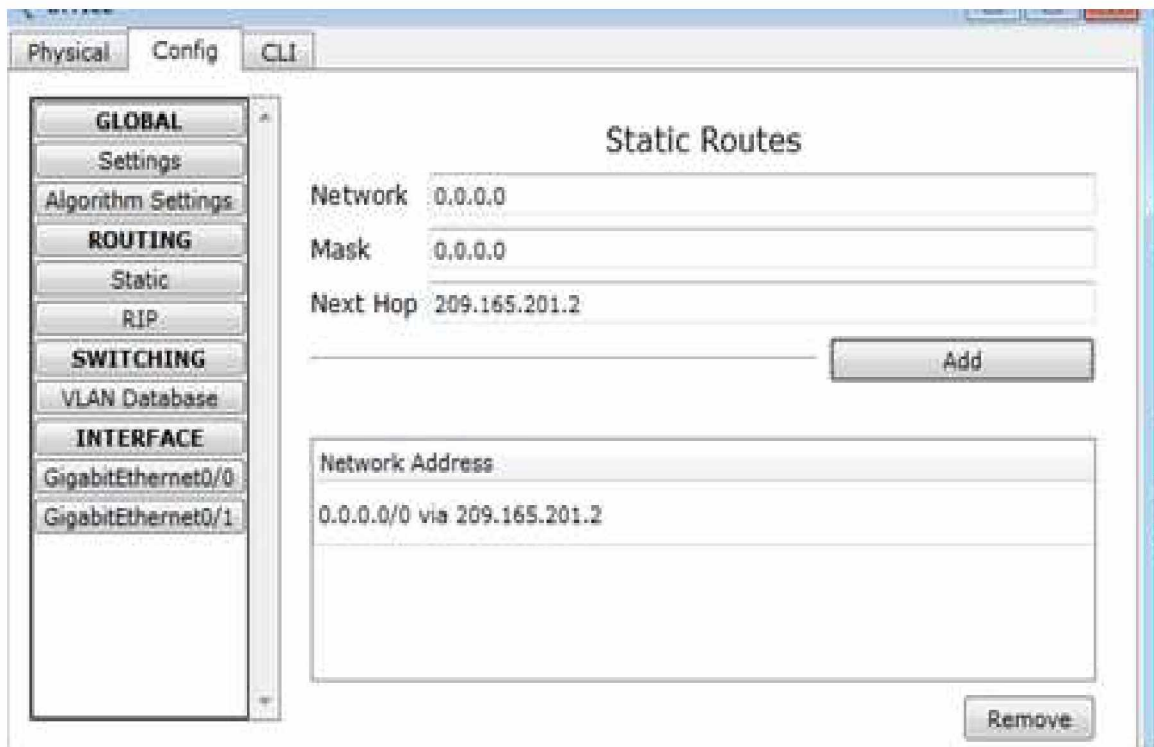 Physical Config CLI
GLOBAL
Settings
Algorithm Settings
ROUTING
Static
RIP
SWITCHING
VLAN Database
INTERFACE
GigabitEthernet0/0
GigabitEthernet0/1
Static Routes
Network 0.0.0.0
Mask 0.0.0.0
Next Hop 209.165.201.2
Add
Network Address
0.0.0.0/0 via 209.165.201.2
Remove